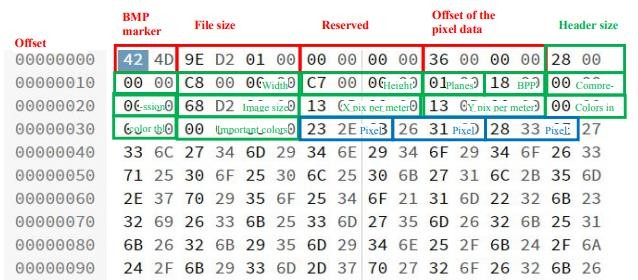 BMP marker File size Reserved Offset of the pixel data Header size
Offset
00000000 42 4D 9E D2 01 00 00 00 00 00 36 00 00 00 28 00
00000010 00 00 C8 00 Width C7 00 Height 01 Planes 18 BPP 00 Compre-
00000020 00 -ssion 68 D2 Image size 13 X pix per meter 13 Y pix per meter 00 Colors in
00000030 color tbl 00 Important colors 23 2E Pixel 26 31 Pixel 28 33 Pixel 27
00000040 33 6C 27 34 6D 29 34 6E 29 34 6F 29 34 6F 26 33
00000050 71 25 30 6F 25 30 6C 25 30 6B 27 31 6C 2B 35 6D
00000060 2E 37 70 29 35 6F 25 34 6F 21 31 6D 22 32 6B 23
00000070 32 69 26 33 6B 25 33 6D 27 35 6D 26 32 6B 25 31
00000080 6B 26 32 6B 29 35 6D 29 34 6E 25 2F 6B 24 2F 6A
00000090 24 2F 6B 29 33 6D 2D 37 70 27 32 6F 26 32 6B 26